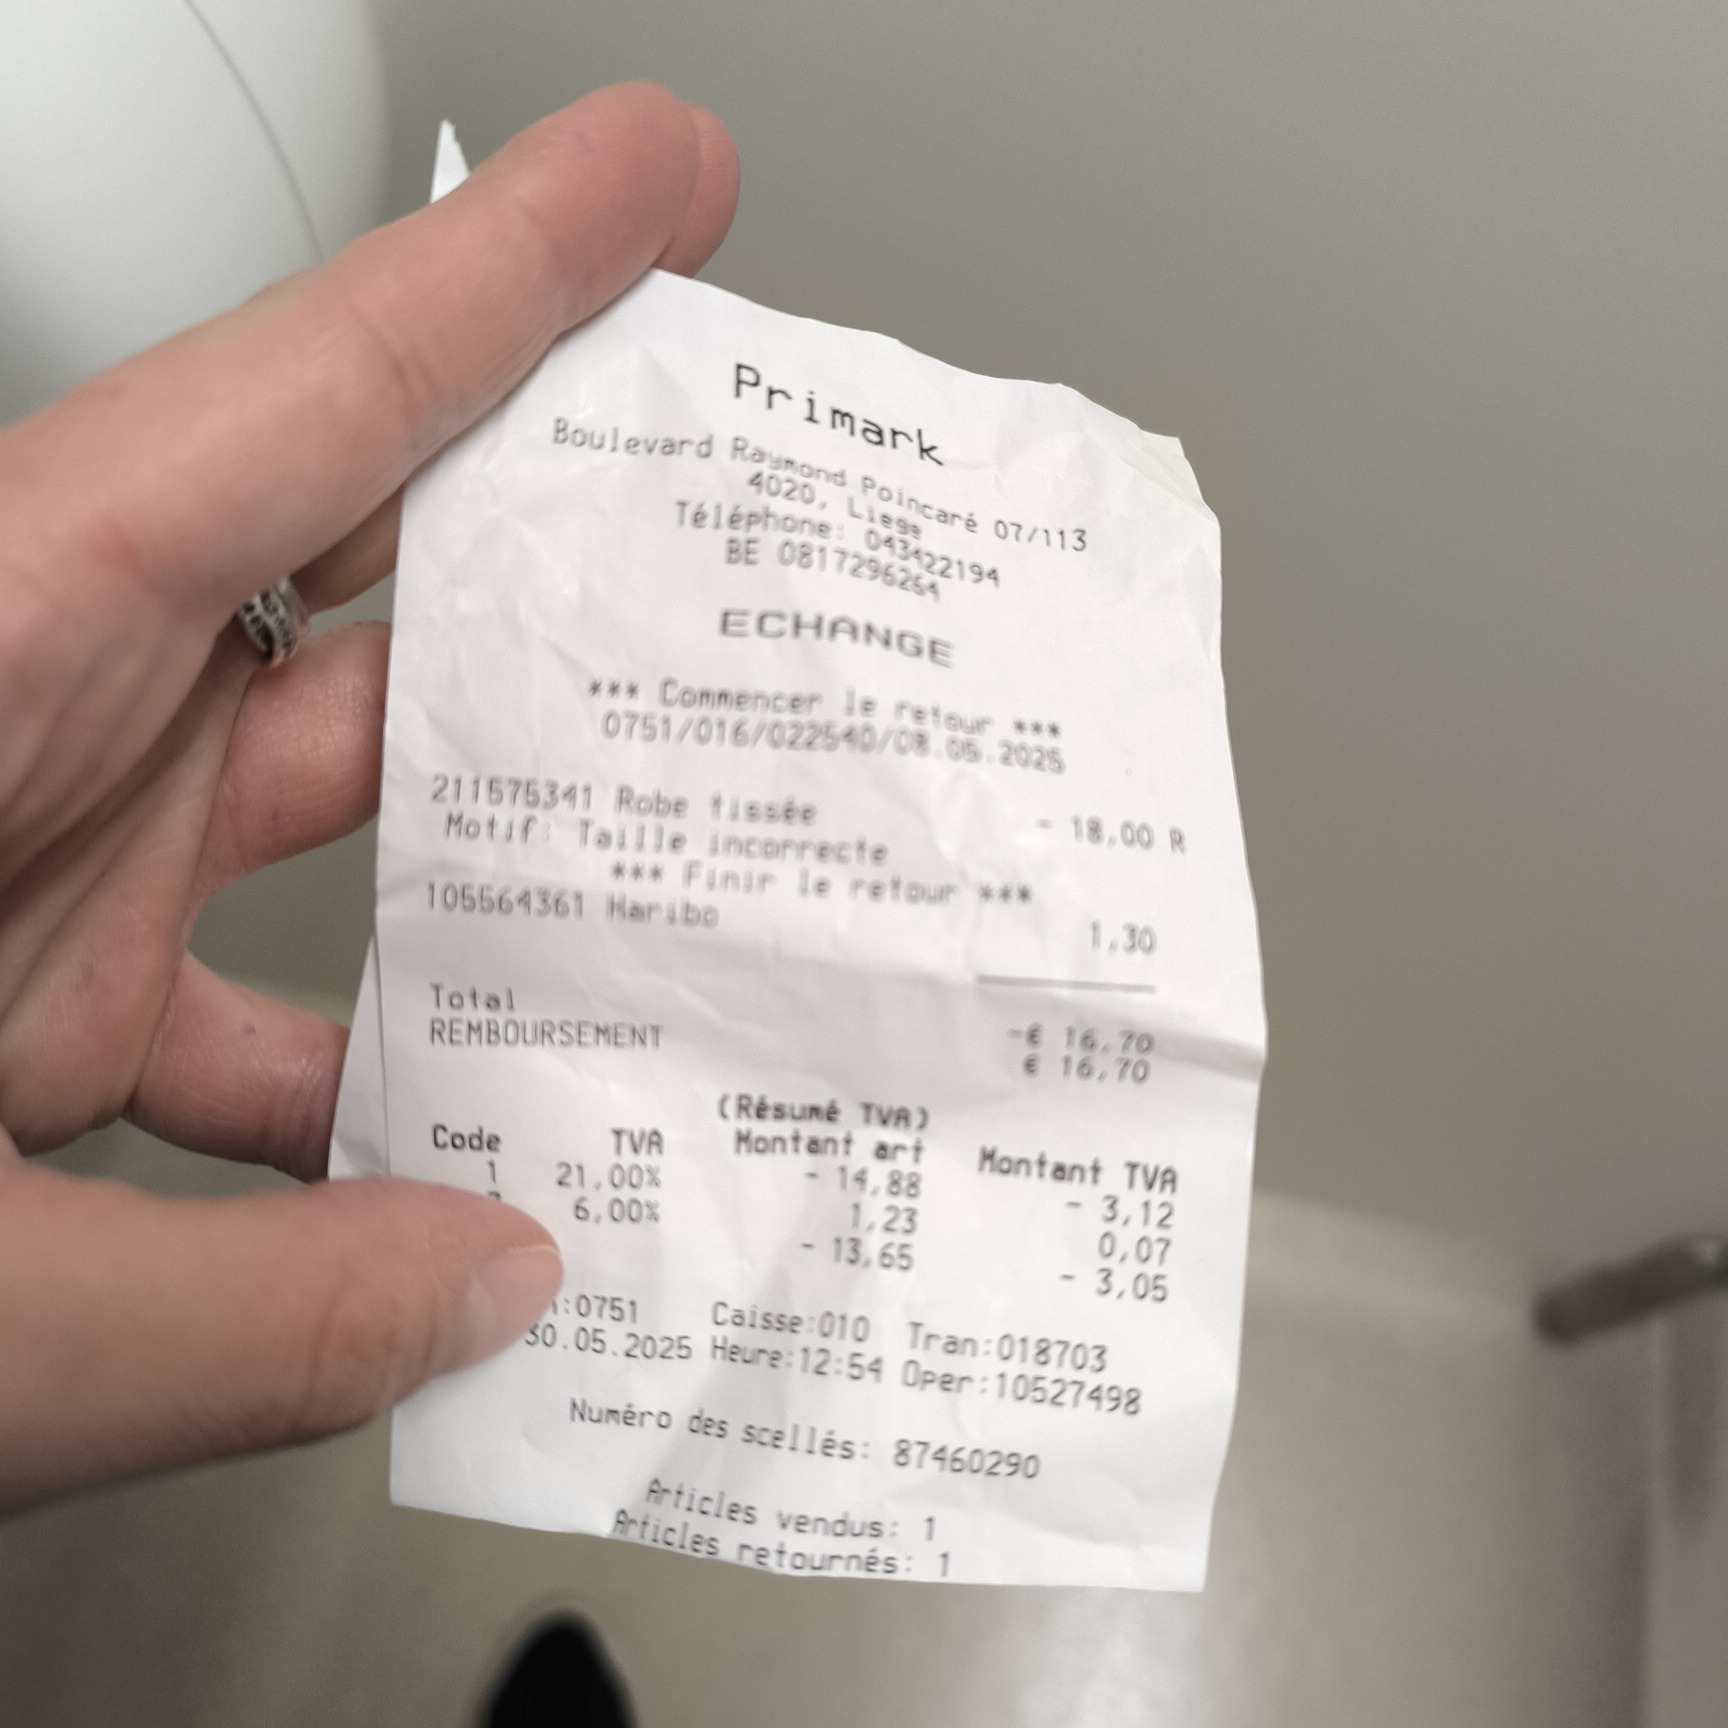 Primark
Boulevard Raymond Poincaré 07/113
4020, Liege
Téléphone: 043422194
BE 0817296264
ECHANGE
*** Commencer le retour ***
0751/016/022540/08.05.2025
211575341 Robe tissée - 18,00 R
Motif: Taille incorrecte
*** Finir le retour ***
105564361 Haribo 1,30
Total -€ 16,70
REMBOURSEMENT € 16,70
(Résumé TVA)
Code TVA Montant art Montant TVA
1 21,00% - 14,88 - 3,12
6,00% 1,23 0,07
- 13,65 - 3,05
:0751 Caisse:010 Tran:018703
30.05.2025 Heure:12:54 Oper:10527498
Numéro des scellés: 87460290
Articles vendus: 1
Articles retournés: 1